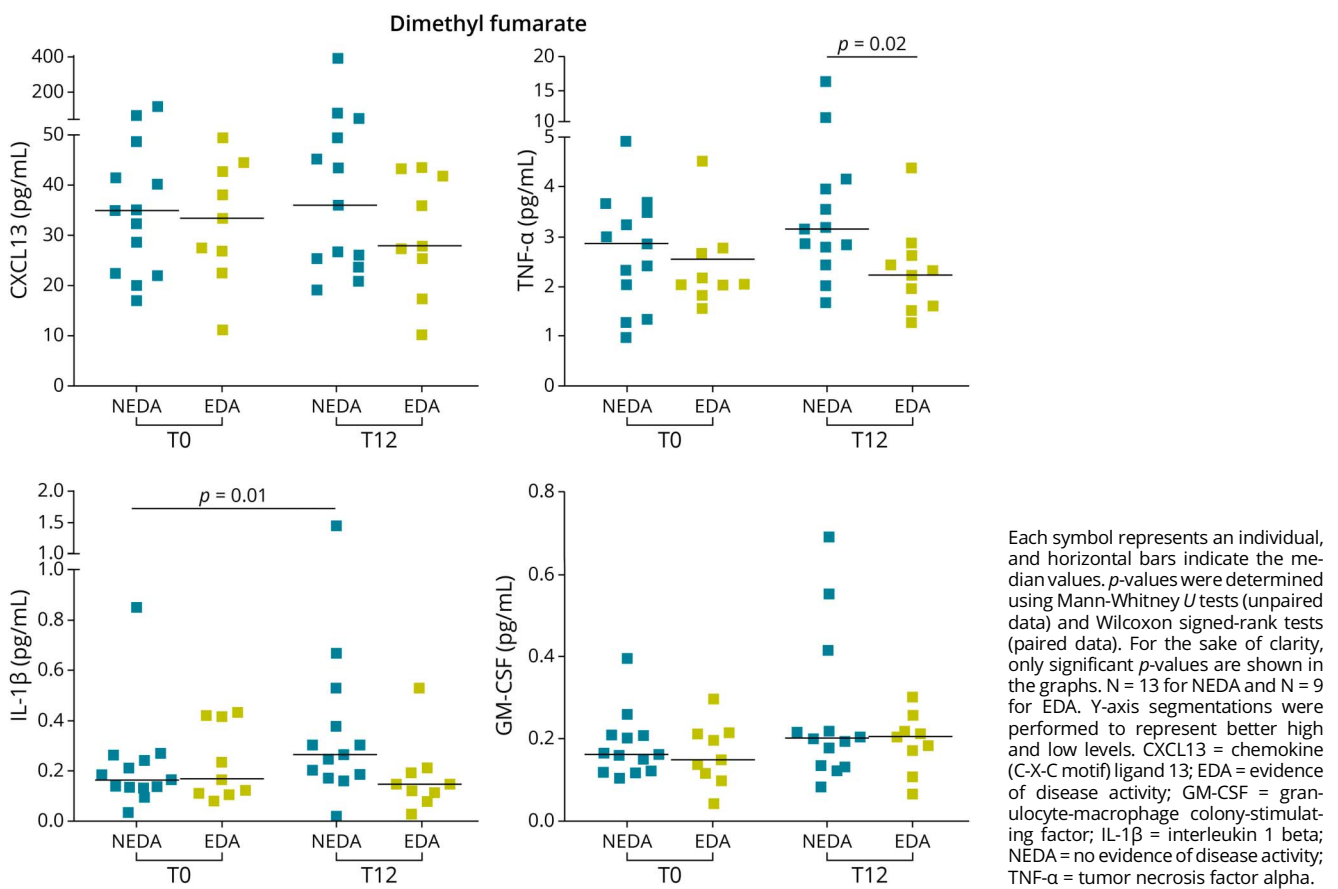 Dimethyl fumarate
CXCL13 (pg/mL)
400
200
50
40
30
20
10
0
NEDA EDA NEDA EDA
T0 T12
TNF-α (pg/mL)
p = 0.02
20
15
10
5
4
3
2
1
0
NEDA EDA NEDA EDA
T0 T12
IL-1β (pg/mL)
p = 0.01
2.0
1.5
1.0
1.0
0.8
0.6
0.4
0.2
0.0
NEDA EDA NEDA EDA
T0 T12
GM-CSF (pg/mL)
0.8
0.6
0.4
0.2
0.0
NEDA EDA NEDA EDA
T0 T12
Each symbol represents an individual,
and horizontal bars indicate the me-
dian values. p-values were determined
using Mann-Whitney U tests (unpaired
data) and Wilcoxon signed-rank tests
(paired data). For the sake of clarity,
only significant p-values are shown in
the graphs. N = 13 for NEDA and N = 9
for EDA. Y-axis segmentations were
performed to represent better high
and low levels. CXCL13 = chemokine
(C-X-C motif) ligand 13; EDA = evidence
of disease activity; GM-CSF = gran-
ulocyte-macrophage colony-stimulat-
ing factor; IL-1β = interleukin 1 beta;
NEDA = no evidence of disease activity;
TNF-α = tumor necrosis factor alpha.